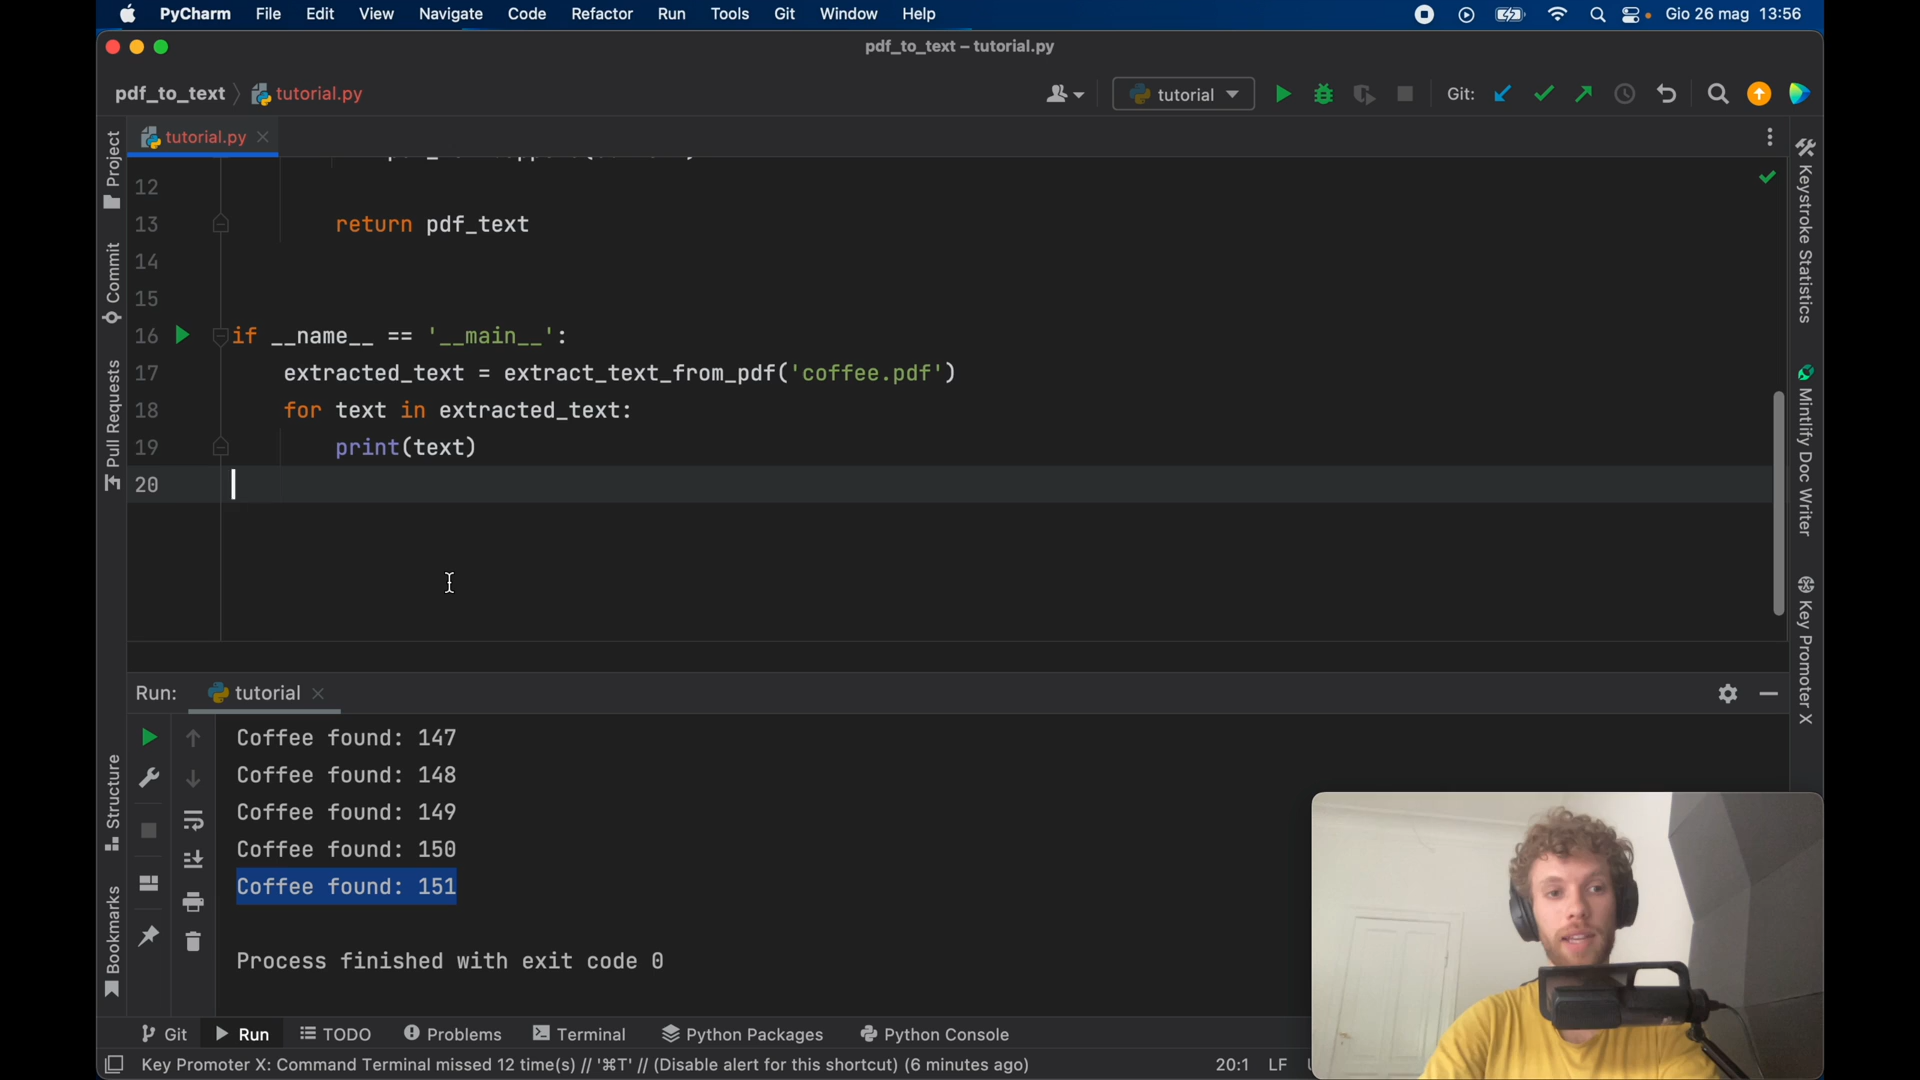 PyCharm File Edit View Navigate Code Refactor Run Tools Git Window Help Gio 26 mag 13:56
pdf_to_text – tutorial.py
pdf_to_text tutorial.py tutorial Git:
tutorial.py
Project
Commit
Pull Requests
Structure
Bookmarks
12
13 return pdf_text
14
15
16 if __name__ == '__main__':
17 extracted_text = extract_text_from_pdf('coffee.pdf')
18 for text in extracted_text:
19 print(text)
20
Keystroke Statistics
Mintlify Doc Writer
Key Promoter X
Run: tutorial
Coffee found: 147
Coffee found: 148
Coffee found: 149
Coffee found: 150
Coffee found: 151
Process finished with exit code 0
Git Run TODO Problems Terminal Python Packages Python Console
Key Promoter X: Command Terminal missed 12 time(s) // '⌘T' // (Disable alert for this shortcut) (6 minutes ago) 20:1 LF